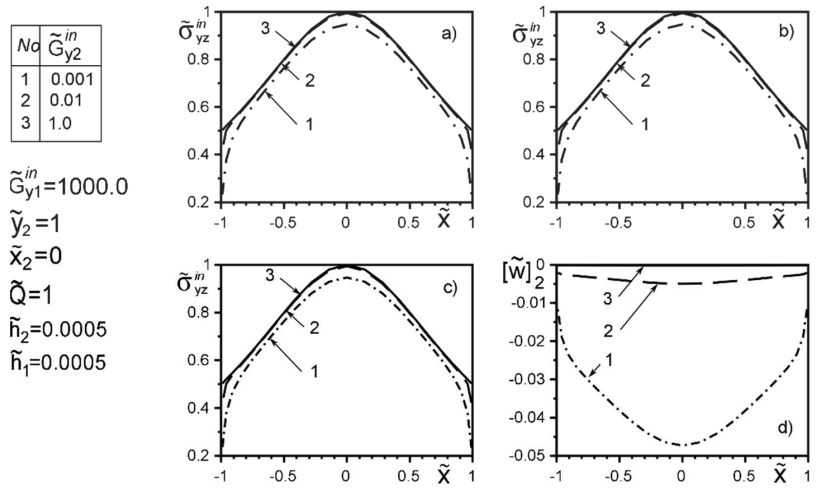 No G̃y2^in
1 0.001
2 0.01
3 1.0
G̃y1^in=1000.0
ỹ2=1
x̃2=0
Q̃=1
h̃2=0.0005
h̃1=0.0005
σ̃yz^in
1
0.8
0.6
0.4
0.2
-1 -0.5 0 0.5 1
x̃
3
2
1
a)
σ̃yz^in
1
0.8
0.6
0.4
0.2
-1 -0.5 0 0.5 1
x̃
3
2
1
b)
σ̃yz^in
1
0.8
0.6
0.4
0.2
-1 -0.5 0 0.5 1
x̃
3
2
1
c)
[w̃]2
0
-0.01
-0.03
-0.04
-0.05
-1 -0.5 0 0.5 1
x̃
3
2
1
d)